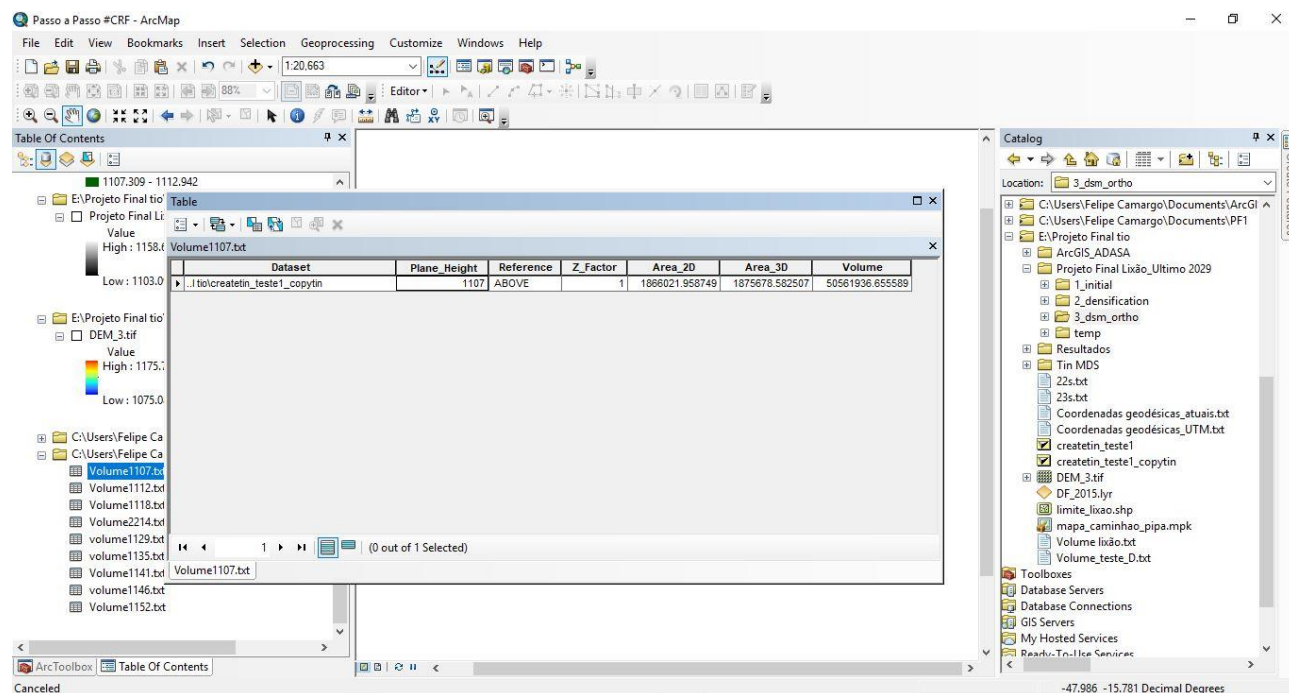 Passo a Passo #CRF - ArcMap
File Edit View Bookmarks Insert Selection Geoprocessing Customize Windows Help
1:20,663
88% Editor
Table Of Contents
1107.309 - 1112.942
E:\Projeto Final tio
Projeto Final Li
Value
High : 1158.
Low : 1103.0
E:\Projeto Final tio
DEM_3.tif
Value
High : 1175.
Low : 1075.0
C:\Users\Felipe Ca
C:\Users\Felipe Ca
Volume1107.txt
Volume1112.txt
Volume1118.txt
Volume2214.txt
volume1129.txt
volume1135.txt
Volume1141.txt
volume1146.txt
Volume1152.txt
ArcToolbox Table Of Contents
Canceled
Table
Volume1107.txt
Dataset Plane_Height Reference Z_Factor Area_2D Area_3D Volume
..l tio\createtin_teste1_copytin 1107 ABOVE 1 1866021.958749 1875678.582507 50561936.655589
1 (0 out of 1 Selected)
Volume1107.txt
Catalog
Location: 3_dsm_ortho
C:\Users\Felipe Camargo\Documents\ArcGI
C:\Users\Felipe Camargo\Documents\PF1
E:\Projeto Final tio
ArcGIS_ADASA
Projeto Final Lixão_Ultimo 2029
1_initial
2_densification
3_dsm_ortho
temp
Resultados
Tin MDS
22s.txt
23s.txt
Coordenadas geodésicas_atuais.txt
Coordenadas geodésicas_UTM.txt
createtin_teste1
createtin_teste1_copytin
DEM_3.tif
DF_2015.lyr
limite_lixao.shp
mapa_caminhao_pipa.mpk
Volume lixão.txt
Volume_teste_D.txt
Toolboxes
Database Servers
Database Connections
GIS Servers
My Hosted Services
Ready-To-Use Services
-47.986 -15.781 Decimal Degrees